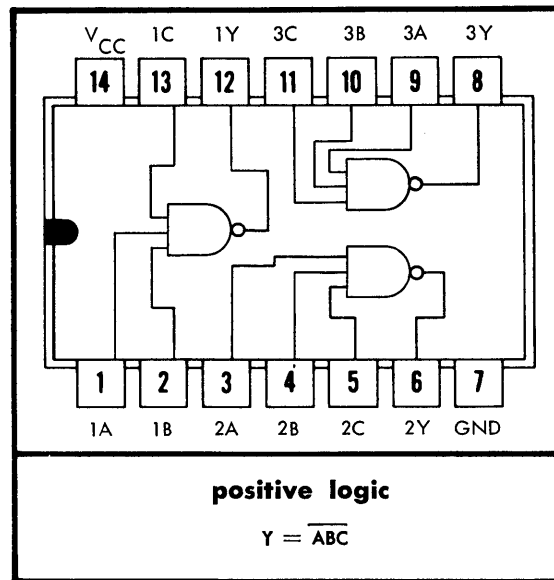 VCC 1C 1Y 3C 3B 3A 3Y
14 13 12 11 10 9 8
1 2 3 4 5 6 7
1A 1B 2A 2B 2C 2Y GND
positive logic
Y = \overline{ABC}